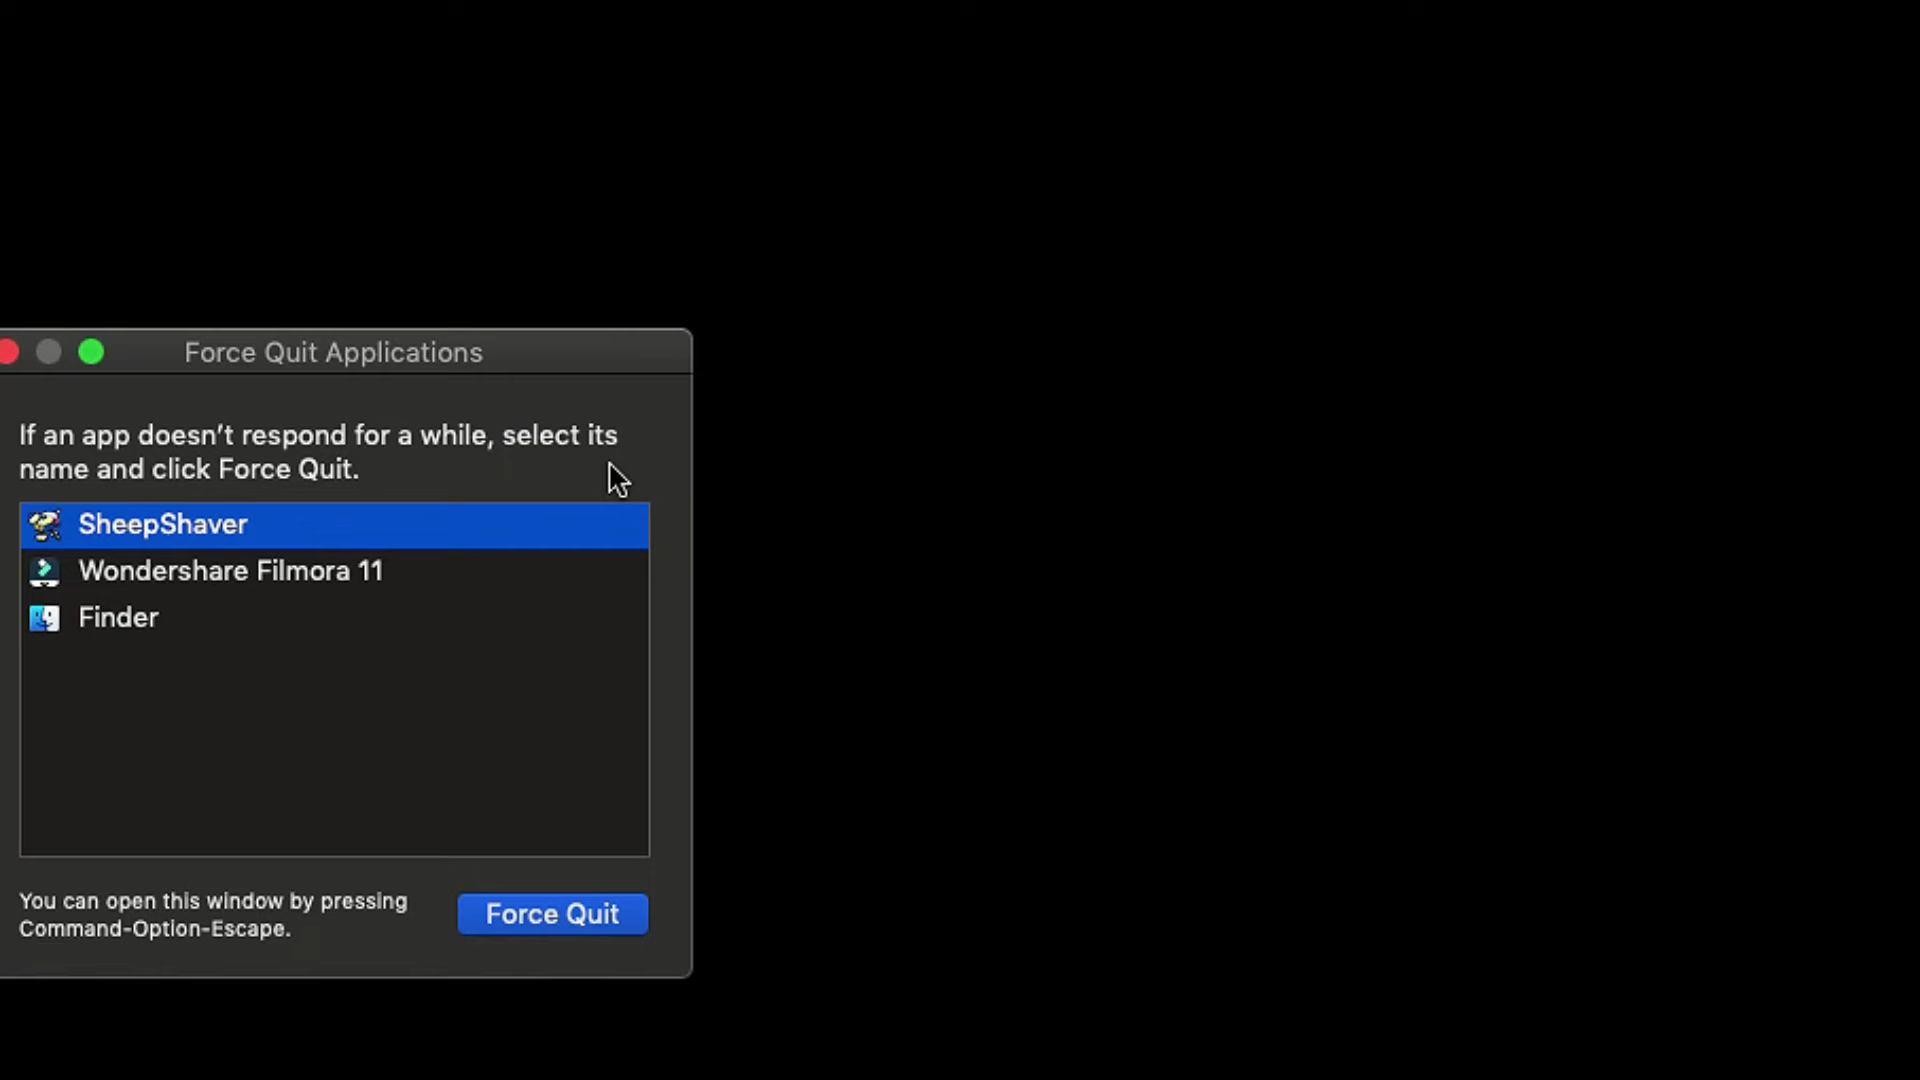 Force Quit Applications
If an app doesn’t respond for a while, select its
name and click Force Quit.
SheepShaver
Wondershare Filmora 11
Finder
You can open this window by pressing
Command-Option-Escape.
Force Quit